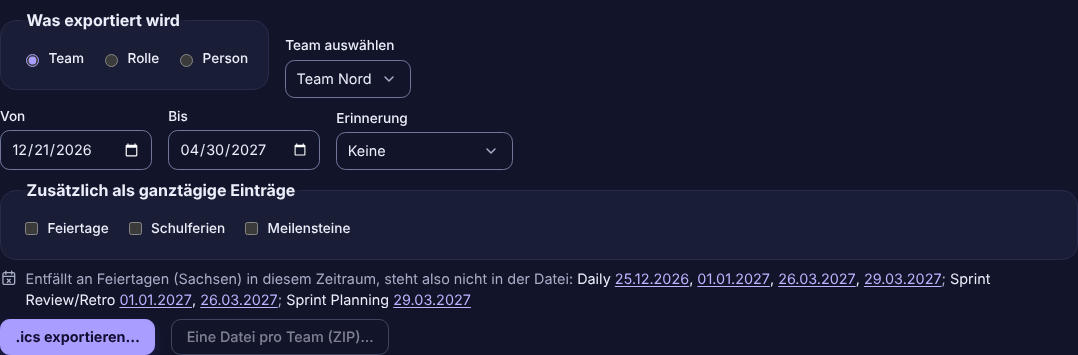 Was exportiert wird
Team Rolle Person
Team auswählen
Team Nord
Von
12/21/2026
Bis
04/30/2027
Erinnerung
Keine
Zusätzlich als ganztägige Einträge
Feiertage Schulferien Meilensteine
Entfällt an Feiertagen (Sachsen) in diesem Zeitraum, steht also nicht in der Datei: Daily 25.12.2026, 01.01.2027, 26.03.2027, 29.03.2027; Sprint
Review/Retro 01.01.2027, 26.03.2027; Sprint Planning 29.03.2027
.ics exportieren... Eine Datei pro Team (ZIP)...